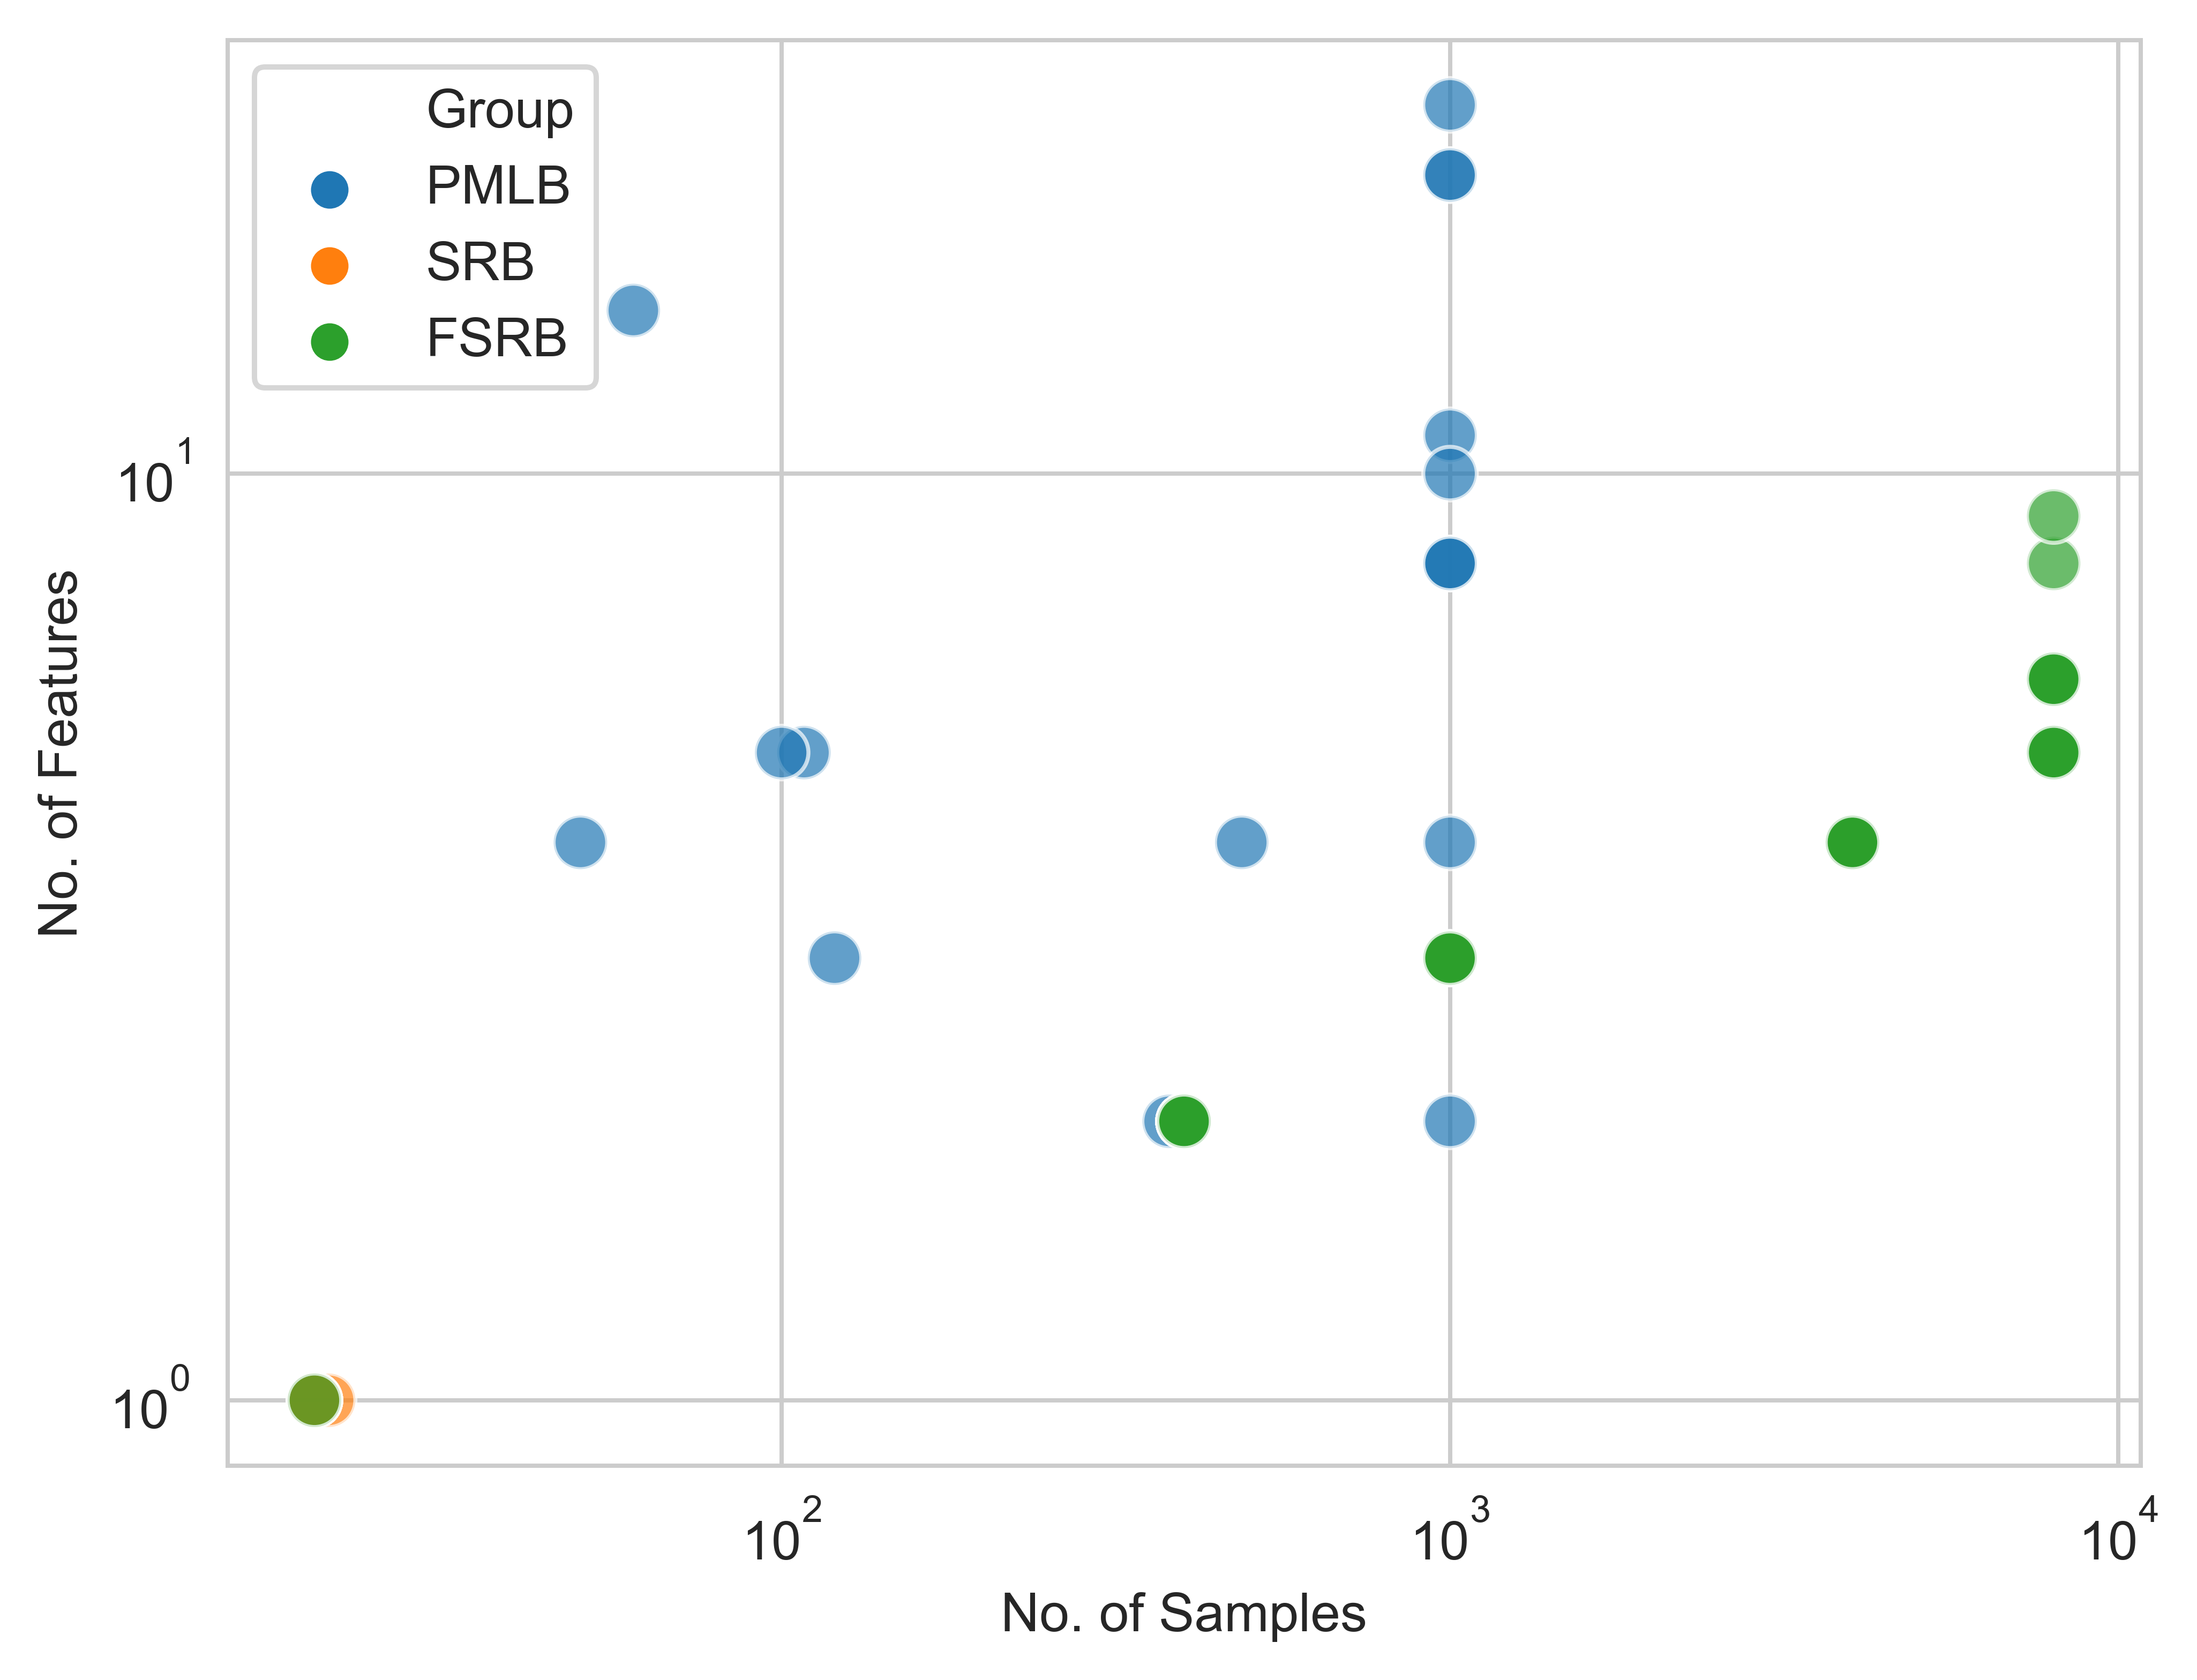 Group
PMLB
SRB
FSRB
10^1
10^0
No. of Features
10^2
10^3
10^4
No. of Samples